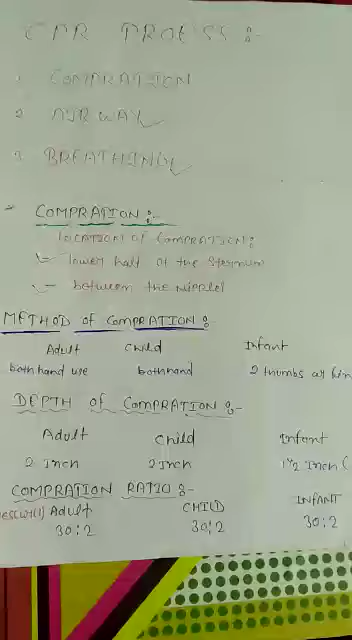 CPR PROESS :-
1 COMPRATION
2 AIRWAY
3 BREATHING
COMPRATION :-
LOCATION OF COMPRATION:
lower half of the Sternum
between the nipple
METHOD of COMPRATION :
Adult Child Infant
both hand use both hand 2 thumbs
DEPTH of COMPRATION :-
Adult Child Infant
2 Inch 2 Inch 1½ Inch (
COMPRATION RATIO :-
Adult CHILD INFANT
30:2 30:2 30:2